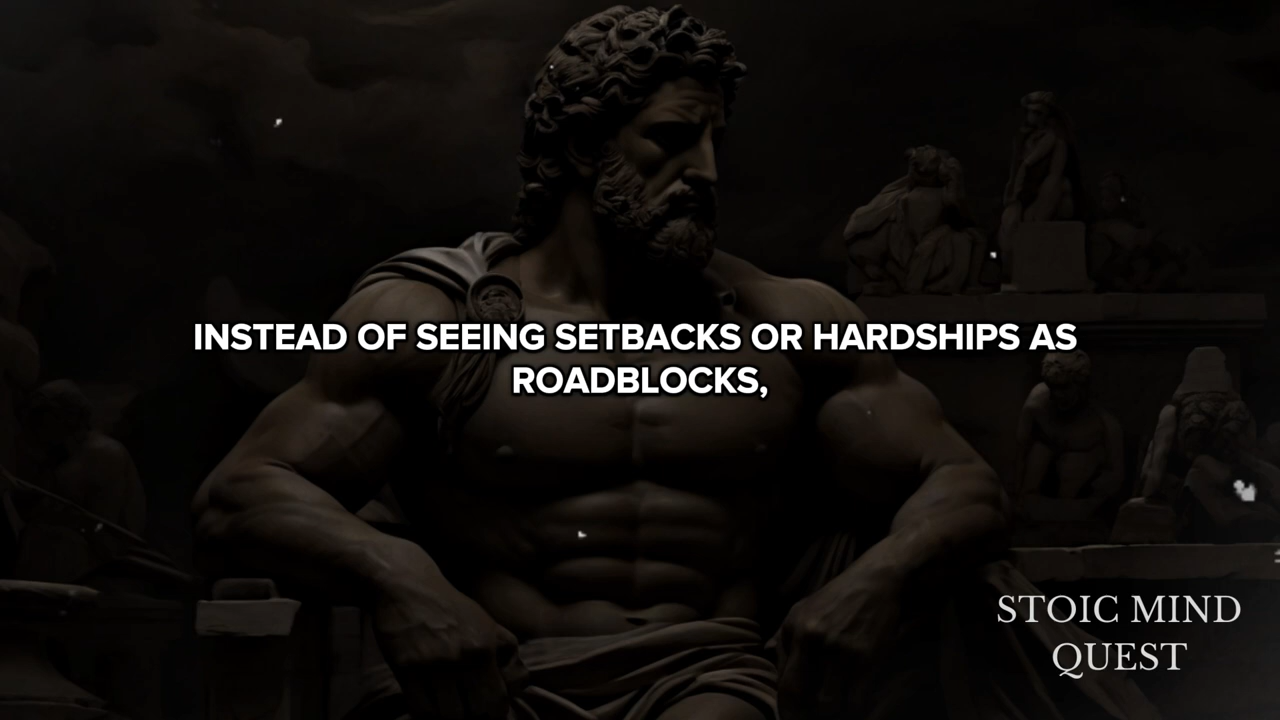 INSTEAD OF SEEING SETBACKS OR HARDSHIPS AS
ROADBLOCKS,
STOIC MIND
QUEST